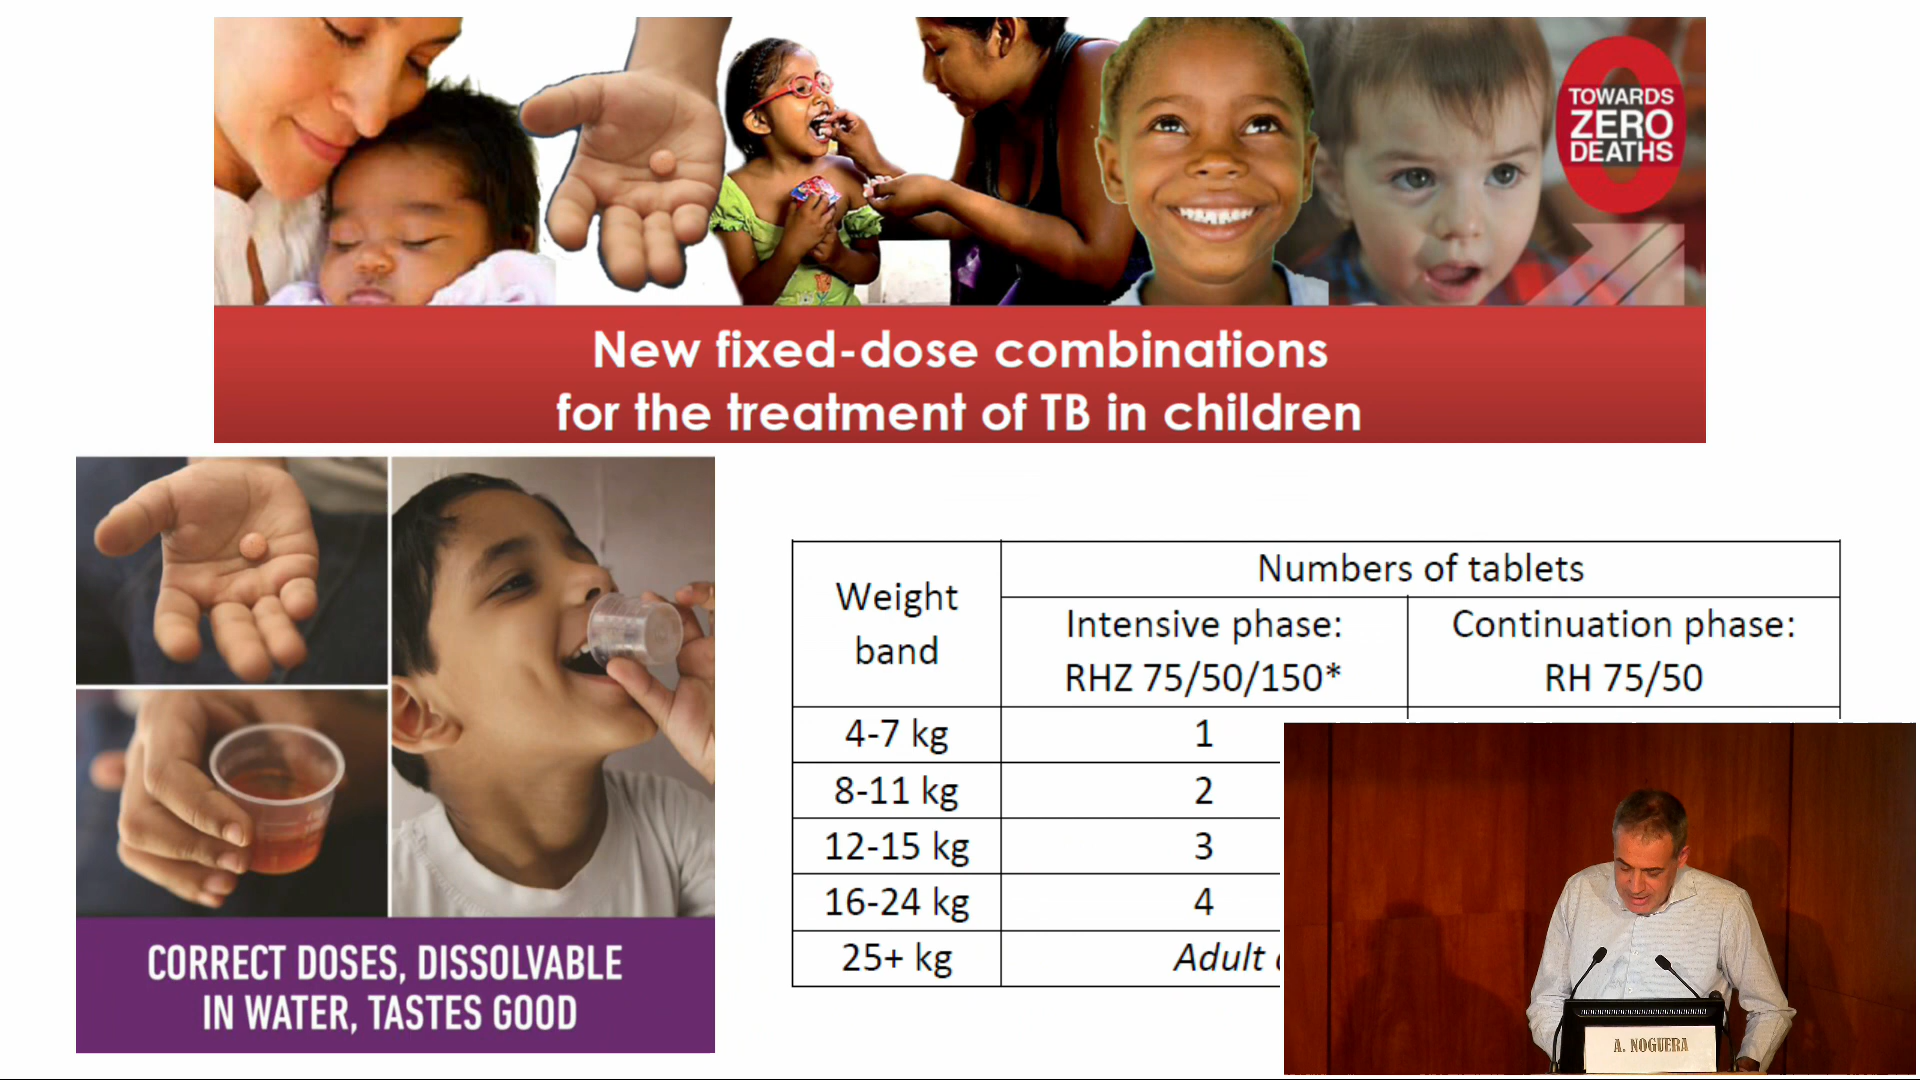 TOWARDS
ZERO
DEATHS
New fixed-dose combinations
for the treatment of TB in children
CORRECT DOSES, DISSOLVABLE
IN WATER, TASTES GOOD
Weight
band
Numbers of tablets
Intensive phase:
RHZ 75/50/150*
Continuation phase:
RH 75/50
4-7 kg 1
8-11 kg 2
12-15 kg 3
16-24 kg 4
25+ kg Adult
A. NOGUERA